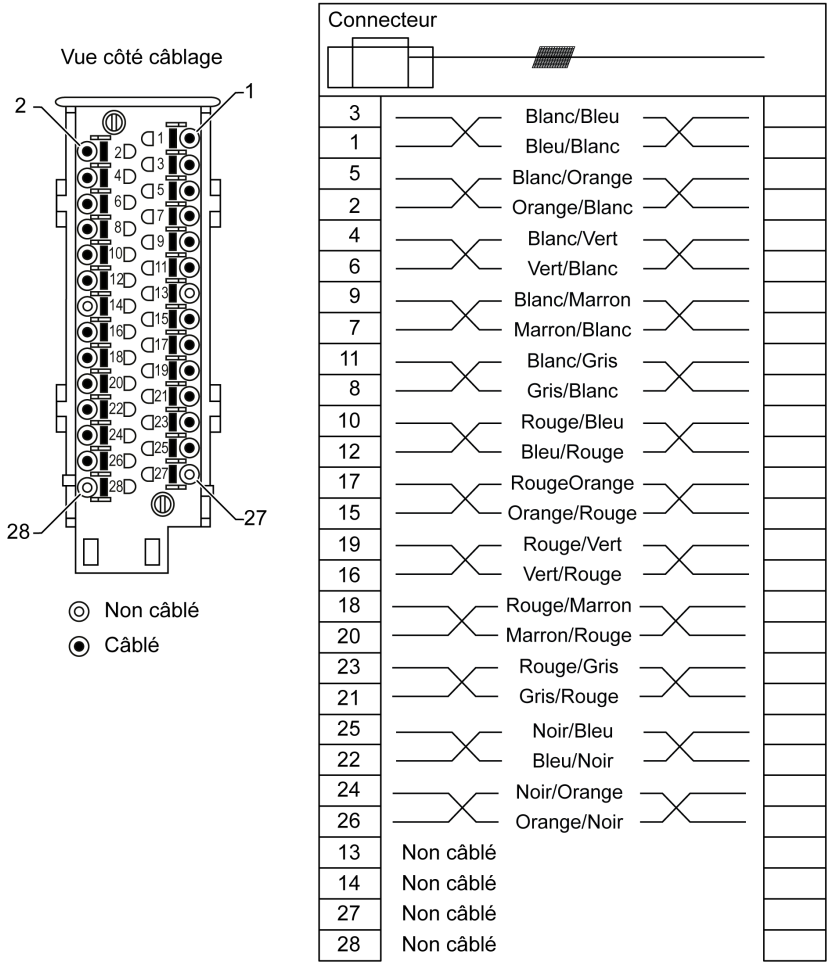 Connecteur
Vue côté câblage
1
2
1
2
3
4
5
6
7
8
9
10
11
12
13
14
15
16
17
18
19
20
21
22
23
24
25
26
27
28
27
28
Non câblé
Câblé
3 Blanc/Bleu
1 Bleu/Blanc
5 Blanc/Orange
2 Orange/Blanc
4 Blanc/Vert
6 Vert/Blanc
9 Blanc/Marron
7 Marron/Blanc
11 Blanc/Gris
8 Gris/Blanc
10 Rouge/Bleu
12 Bleu/Rouge
17 RougeOrange
15 Orange/Rouge
19 Rouge/Vert
16 Vert/Rouge
18 Rouge/Marron
20 Marron/Rouge
23 Rouge/Gris
21 Gris/Rouge
25 Noir/Bleu
22 Bleu/Noir
24 Noir/Orange
26 Orange/Noir
13 Non câblé
14 Non câblé
27 Non câblé
28 Non câblé